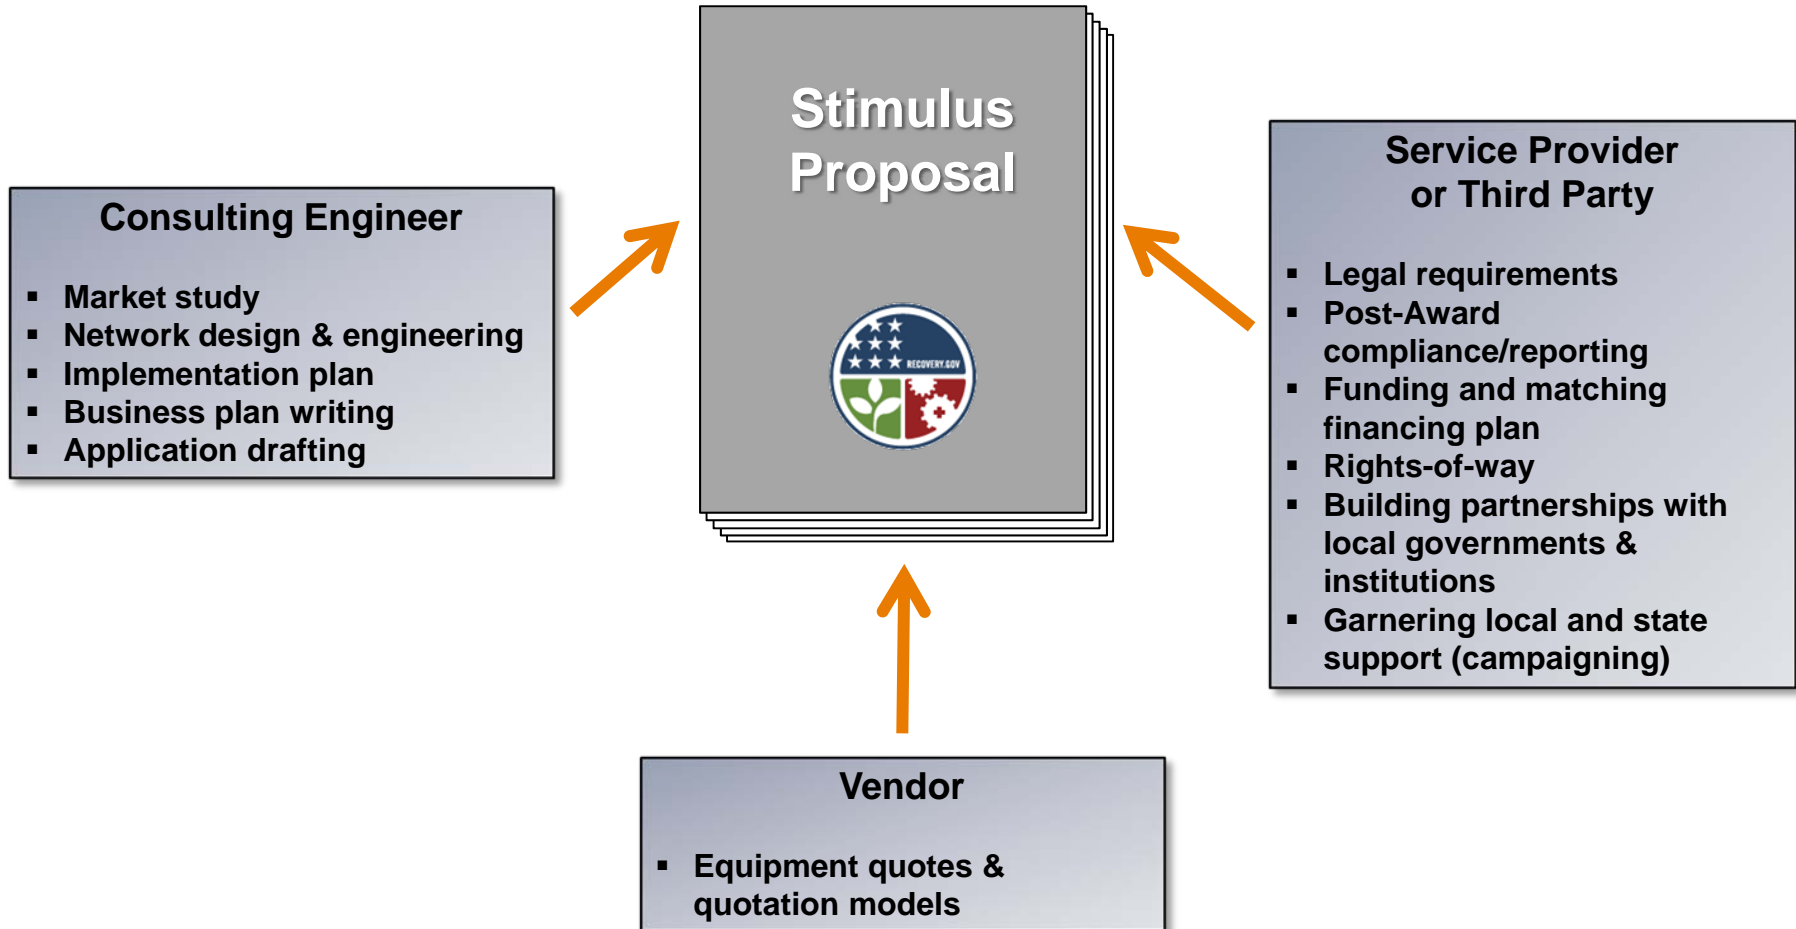 Stimulus
Proposal
RECOVERY.GOV
Consulting Engineer
▪ Market study
▪ Network design & engineering
▪ Implementation plan
▪ Business plan writing
▪ Application drafting
Service Provider
or Third Party
▪ Legal requirements
▪ Post-Award
compliance/reporting
▪ Funding and matching
financing plan
▪ Rights-of-way
▪ Building partnerships with
local governments &
institutions
▪ Garnering local and state
support (campaigning)
Vendor
▪ Equipment quotes &
quotation models